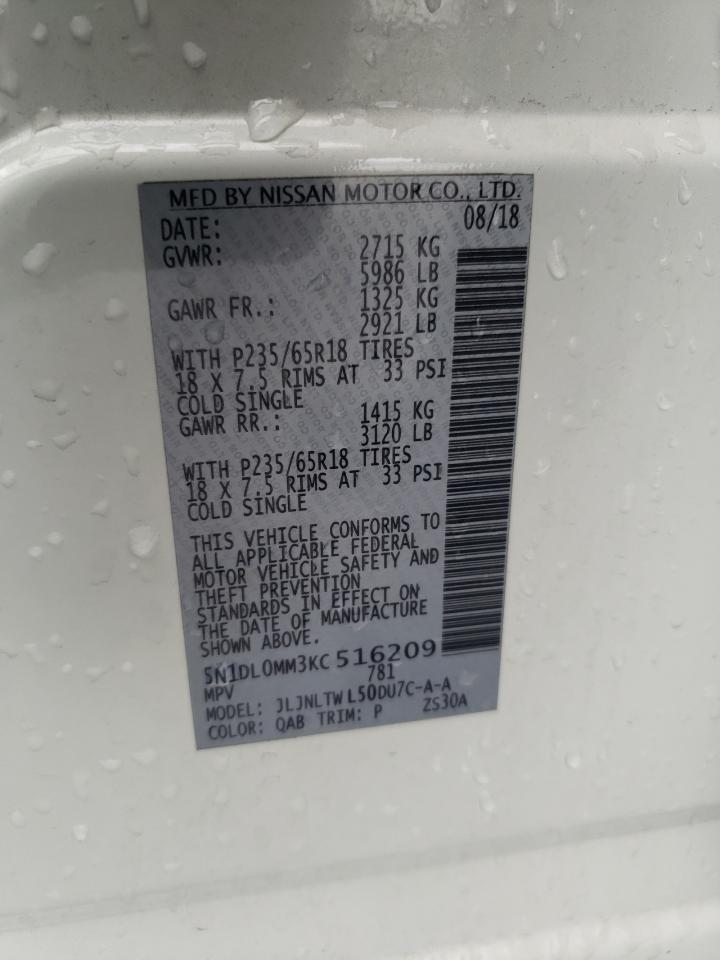 MFD BY NISSAN MOTOR CO., LTD.
DATE: 08/18
GVWR: 2715 KG
5986 LB
GAWR FR.: 1325 KG
2921 LB
WITH P235/65R18 TIRES
18 X 7.5 RIMS AT 33 PSI
COLD SINGLE
GAWR RR.: 1415 KG
3120 LB
WITH P235/65R18 TIRES
18 X 7.5 RIMS AT 33 PSI
COLD SINGLE
THIS VEHICLE CONFORMS TO
ALL APPLICABLE FEDERAL
MOTOR VEHICLE SAFETY AND
THEFT PREVENTION
STANDARDS IN EFFECT ON
THE DATE OF MANUFACTURE
SHOWN ABOVE.
5N1DL0MM3KC 516209
MPV 781
MODEL: JLJNLTW L50DU7C-A-A
COLOR: QAB TRIM: P ZS30A